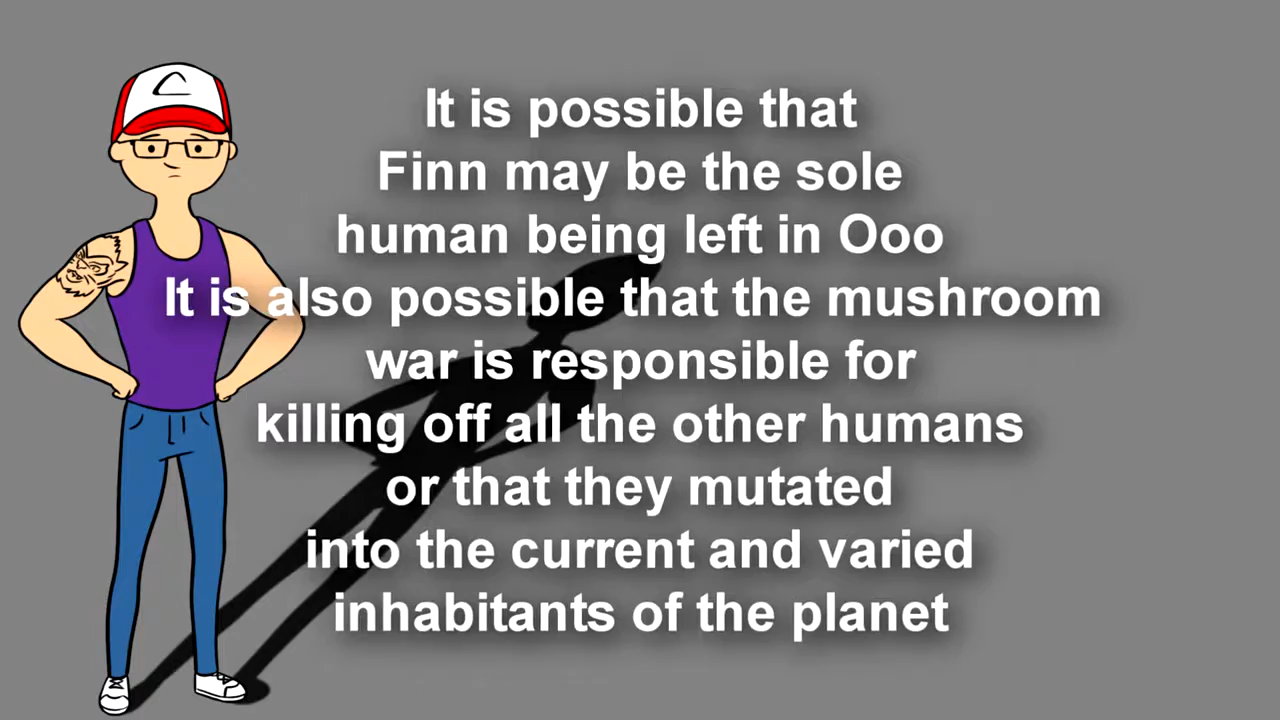 It is possible that
Finn may be the sole
human being left in Ooo
It is also possible that the mushroom
war is responsible for
killing off all the other humans
or that they mutated
into the current and varied
inhabitants of the planet